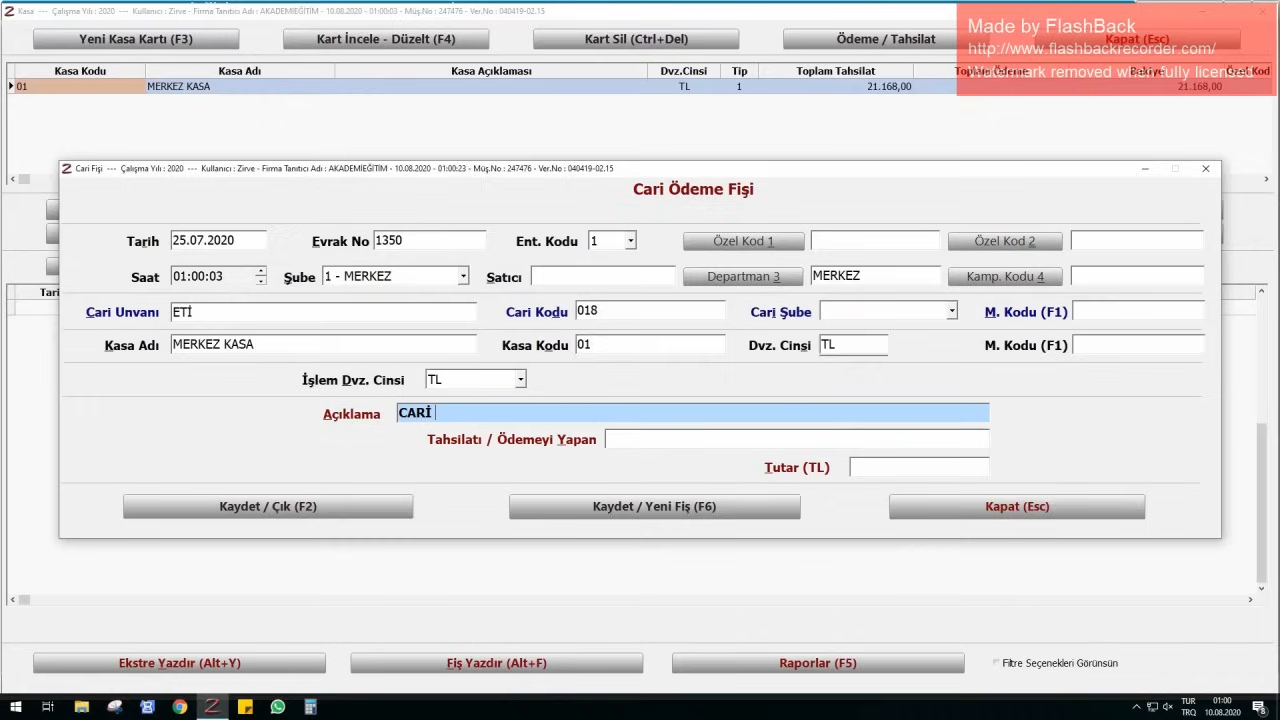 Kasa --- Çalışma Yılı : 2020 --- Kullanıcı : Zirve - Firma Tanıtıcı Adı : AKADEMİEĞİTİM - 10.08.2020 - 01:00:03 - Müş.No : 247476 - Ver.No : 040419-02.15
Made by FlashBack
http://www.flashbackrecorder.com/
Watermark removed when fully licensed
Yeni Kasa Kartı (F3) Kart İncele - Düzelt (F4) Kart Sil (Ctrl+Del) Ödeme / Tahsilat Kapat (Esc)
Kasa Kodu Kasa Adı Kasa Açıklaması Dvz.Cinsi Tip Toplam Tahsilat Toplam Ödeme Bakiye Özel Kod
01 MERKEZ KASA TL 1 21.168,00 21.168,00
Cari Fişi --- Çalışma Yılı : 2020 --- Kullanıcı : Zirve - Firma Tanıtıcı Adı : AKADEMİEĞİTİM - 10.08.2020 - 01:00:23 - Müş.No : 247476 - Ver.No : 040419-02.15
Cari Ödeme Fişi
Tarih 25.07.2020 Evrak No 1350 Ent. Kodu 1 Özel Kod 1 Özel Kod 2
Saat 01:00:03 Şube 1 - MERKEZ Satıcı Departman 3 MERKEZ Kamp. Kodu 4
Tari
Cari Unvanı ETİ Cari Kodu 018 Cari Şube M. Kodu (F1)
Kasa Adı MERKEZ KASA Kasa Kodu 01 Dvz. Cinsi TL M. Kodu (F1)
İşlem Dvz. Cinsi TL
Açıklama CARİ
Tahsilatı / Ödemeyi Yapan
Tutar (TL)
Kaydet / Çık (F2) Kaydet / Yeni Fiş (F6) Kapat (Esc)
Ekstre Yazdır (Alt+Y) Fiş Yazdır (Alt+F) Raporlar (F5) Filtre Seçenekleri Görünsün
TUR
TRQ
01:00
10.08.2020
8